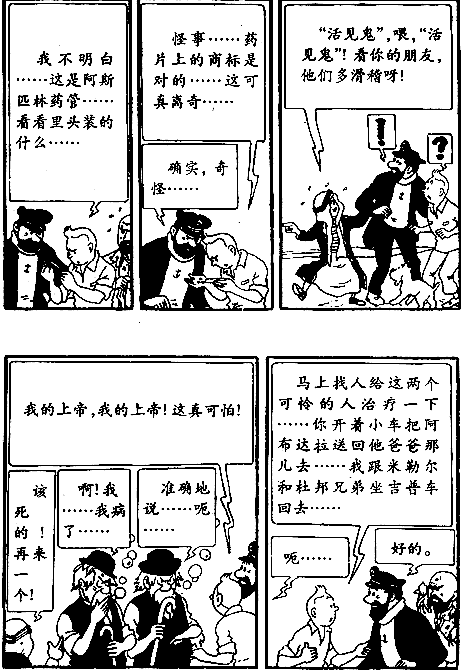 我不明白
……这是阿斯
匹林药管……
看看里头装的
什么……
怪事……药
片上的商标是
对的……这可
真离奇……
确实，奇
怪……
“活见鬼”，喂，“活
见鬼”！看你的朋友，
他们多滑稽呀！
!
?
我的上帝，我的上帝！这真可怕！
该
死
的！
再来
一
个！
啊！我
……我病
了……
准确地
说……呃
……
马上找人给这两个
可怜的人治疗一下
……你开着小车把阿
布达拉送回他爸爸那
儿去……我跟米勒尔
和杜邦兄弟坐吉普车
回去……
呃……
好的。